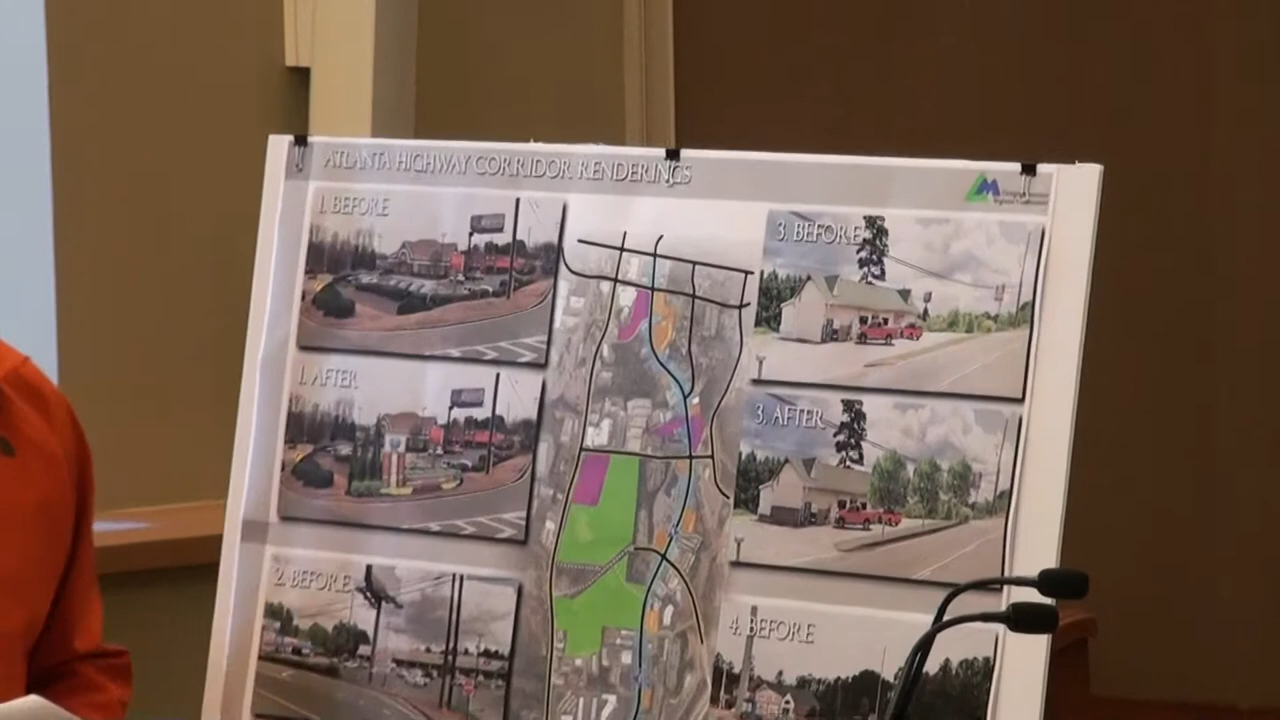 ATLANTA HIGHWAY CORRIDOR RENDERINGS
1. BEFORE
3. BEFORE
1. AFTER
3. AFTER
2. BEFORE
4. BEFORE